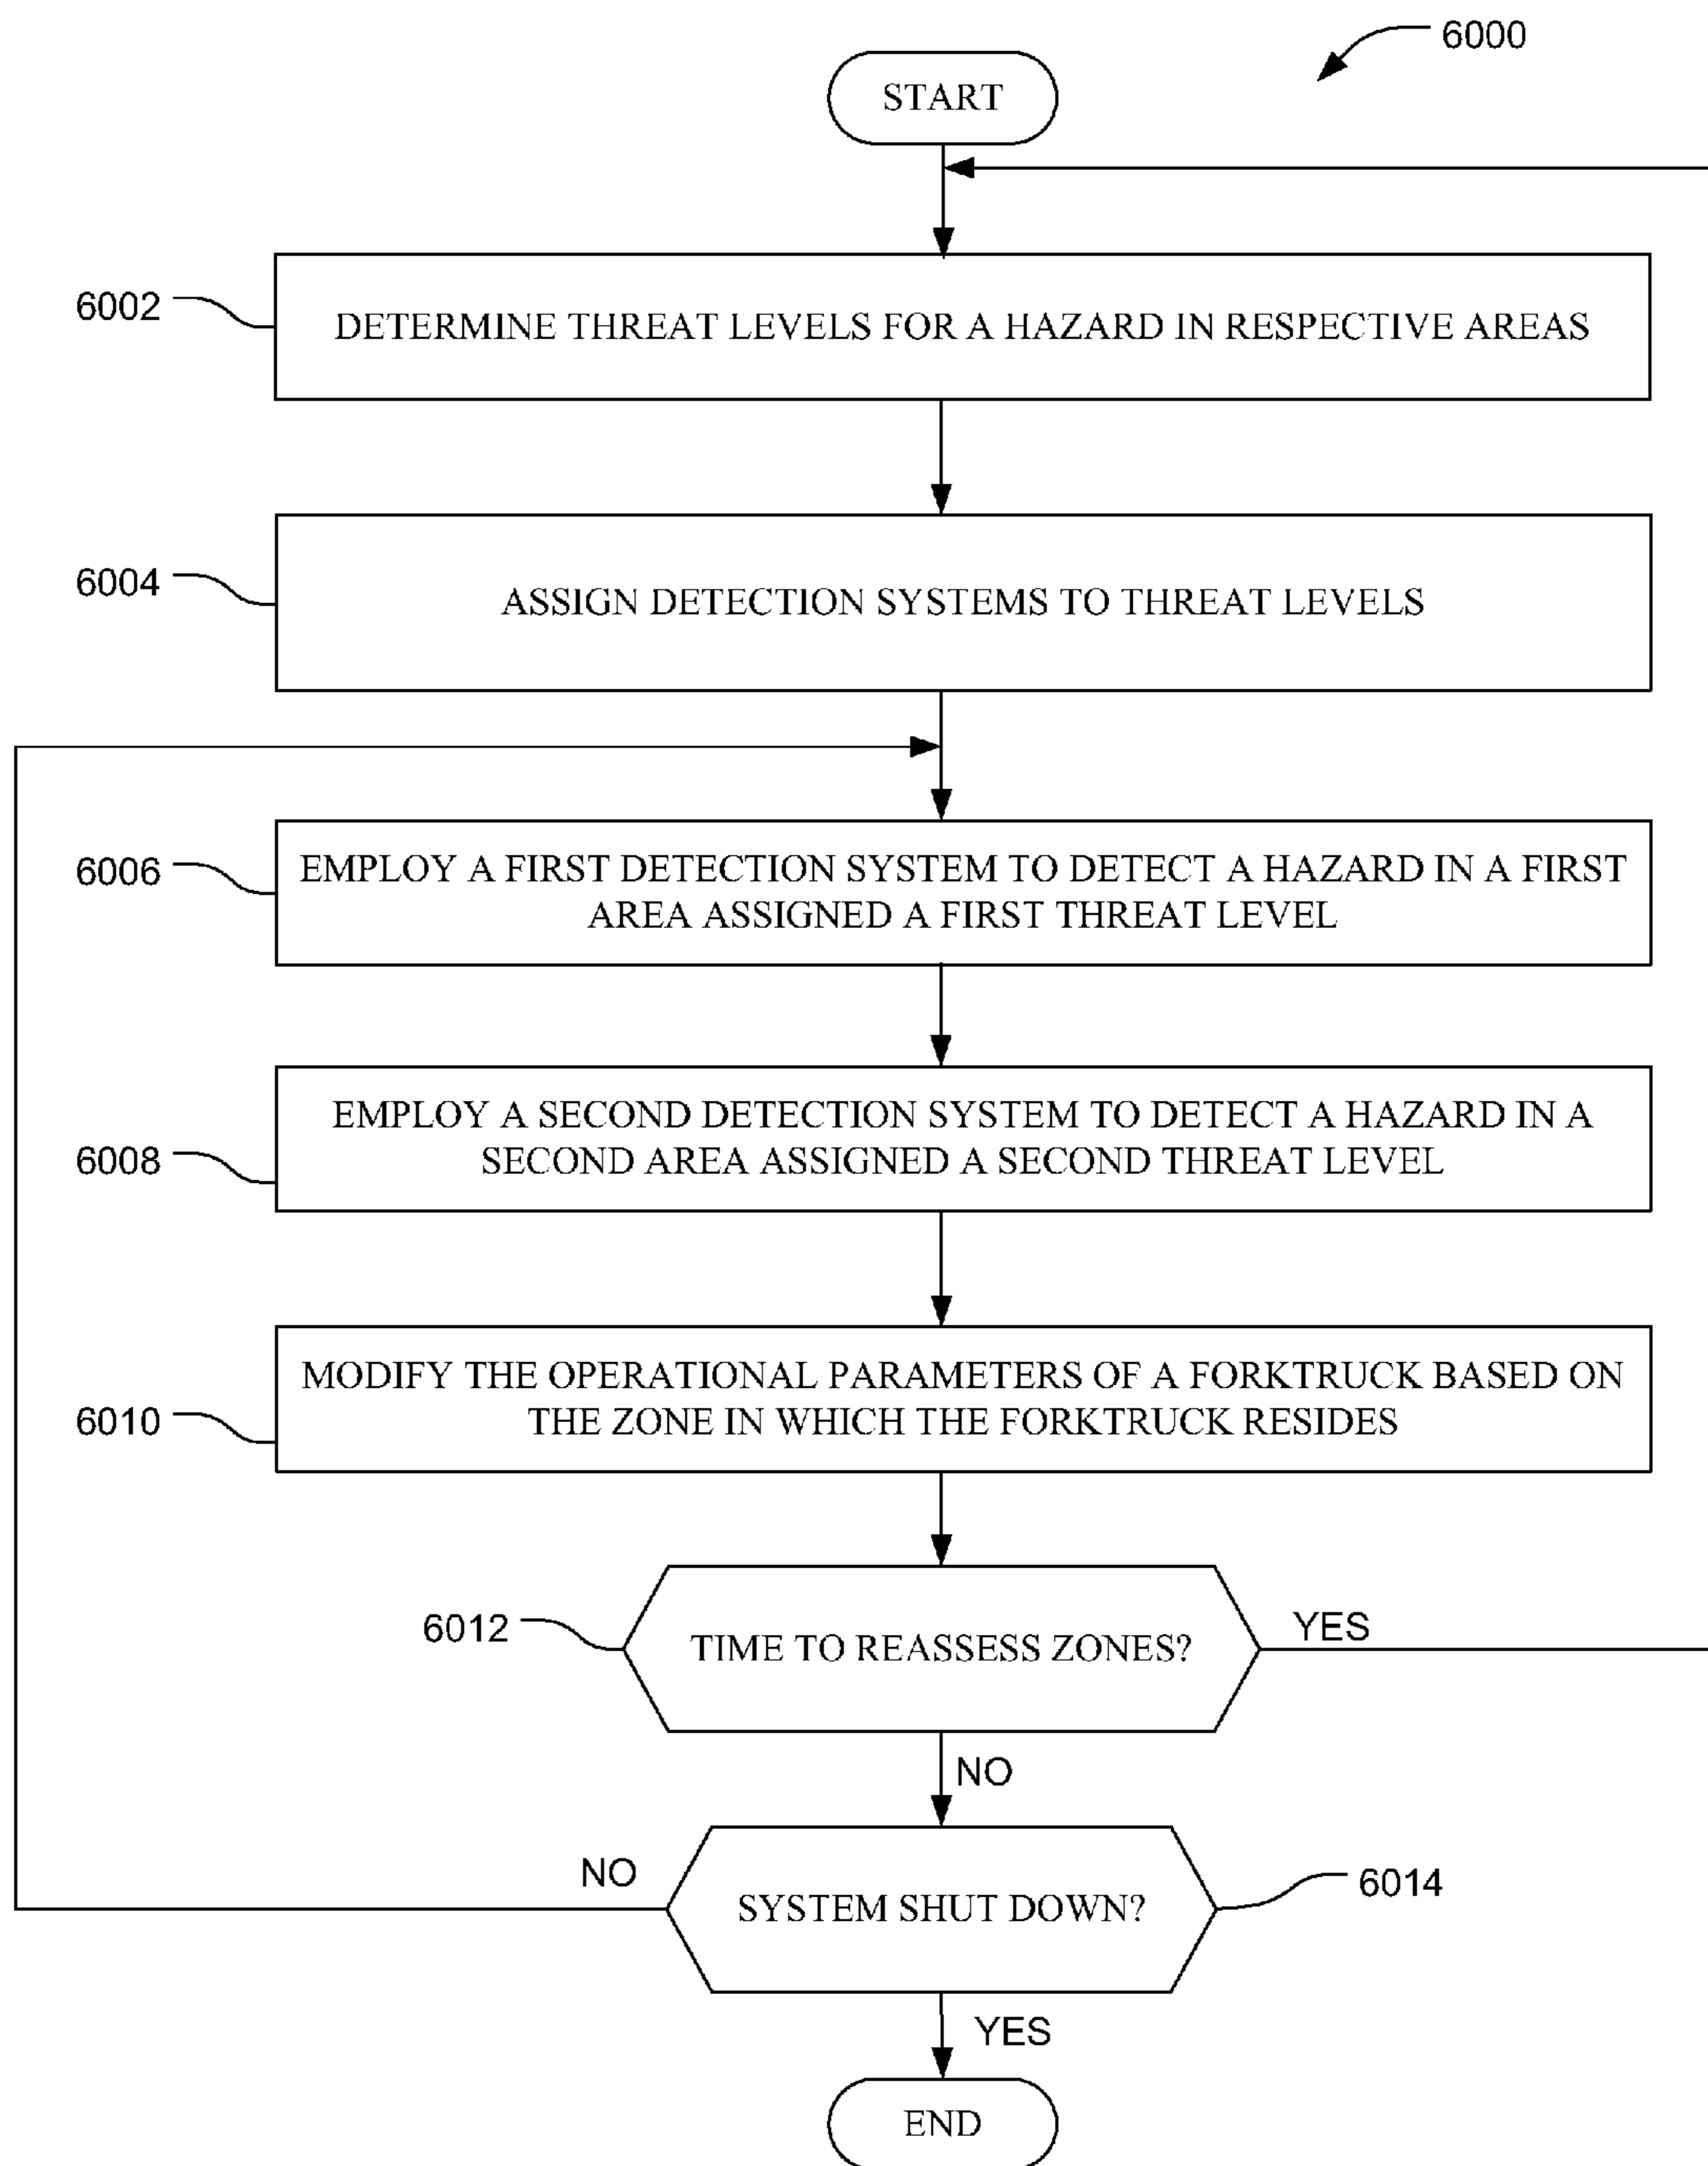 6000
START
6002
DETERMINE THREAT LEVELS FOR A HAZARD IN RESPECTIVE AREAS
6004
ASSIGN DETECTION SYSTEMS TO THREAT LEVELS
6006
EMPLOY A FIRST DETECTION SYSTEM TO DETECT A HAZARD IN A FIRST
AREA ASSIGNED A FIRST THREAT LEVEL
6008
EMPLOY A SECOND DETECTION SYSTEM TO DETECT A HAZARD IN A
SECOND AREA ASSIGNED A SECOND THREAT LEVEL
6010
MODIFY THE OPERATIONAL PARAMETERS OF A FORKTRUCK BASED ON
THE ZONE IN WHICH THE FORKTRUCK RESIDES
6012
TIME TO REASSESS ZONES?
YES
NO
NO
SYSTEM SHUT DOWN?
6014
YES
END